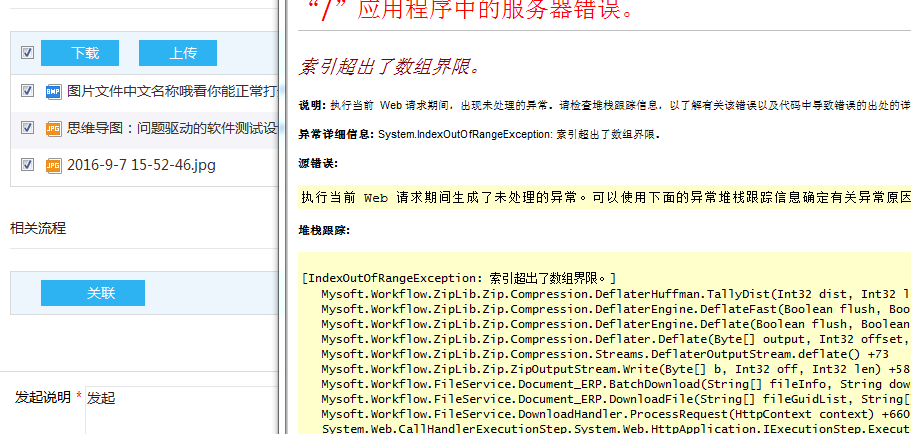 下载 上传
图片文件中文名称哦看你能正常打
思维导图：问题驱动的软件测试设
2016-9-7 15-52-46.jpg
相关流程
关联
发起说明 *
发起
“/”应用程序中的服务器错误。
索引超出了数组界限。
说明: 执行当前 Web 请求期间，出现未处理的异常。请检查堆栈跟踪信息，以了解有关该错误以及代码中导致错误的出处的详
异常详细信息: System.IndexOutOfRangeException: 索引超出了数组界限。
源错误:
执行当前 Web 请求期间生成了未处理的异常。可以使用下面的异常堆栈跟踪信息确定有关异常原因
堆栈跟踪:
[IndexOutOfRangeException: 索引超出了数组界限。]
Mysoft.Workflow.ZipLib.Zip.Compression.DeflaterHuffman.TallyDist(Int32 dist, Int32 l
Mysoft.Workflow.ZipLib.Zip.Compression.DeflaterEngine.DeflateFast(Boolean flush, Boo
Mysoft.Workflow.ZipLib.Zip.Compression.DeflaterEngine.Deflate(Boolean flush, Boolean
Mysoft.Workflow.ZipLib.Zip.Compression.Deflater.Deflate(Byte[] output, Int32 offset,
Mysoft.Workflow.ZipLib.Zip.Compression.Streams.DeflaterOutputStream.deflate() +73
Mysoft.Workflow.ZipLib.Zip.ZipOutputStream.Write(Byte[] b, Int32 off, Int32 len) +58
Mysoft.Workflow.FileService.Document_ERP.BatchDownload(String[] fileInfo, String dow
Mysoft.Workflow.FileService.Document_ERP.DownloadFile(String[] fileGuidList, String[
Mysoft.Workflow.FileService.DownloadHandler.ProcessRequest(HttpContext context) +660
System.Web.CallHandlerExecutionStep.System.Web.HttpApplication.IExecutionStep.Execut